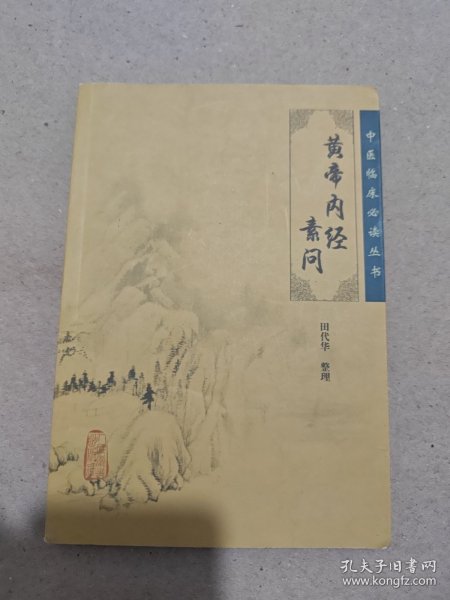 中医临床必读丛书
黄帝内经
素问
田代华 整理
孔夫子旧书网
www.kongfz.com